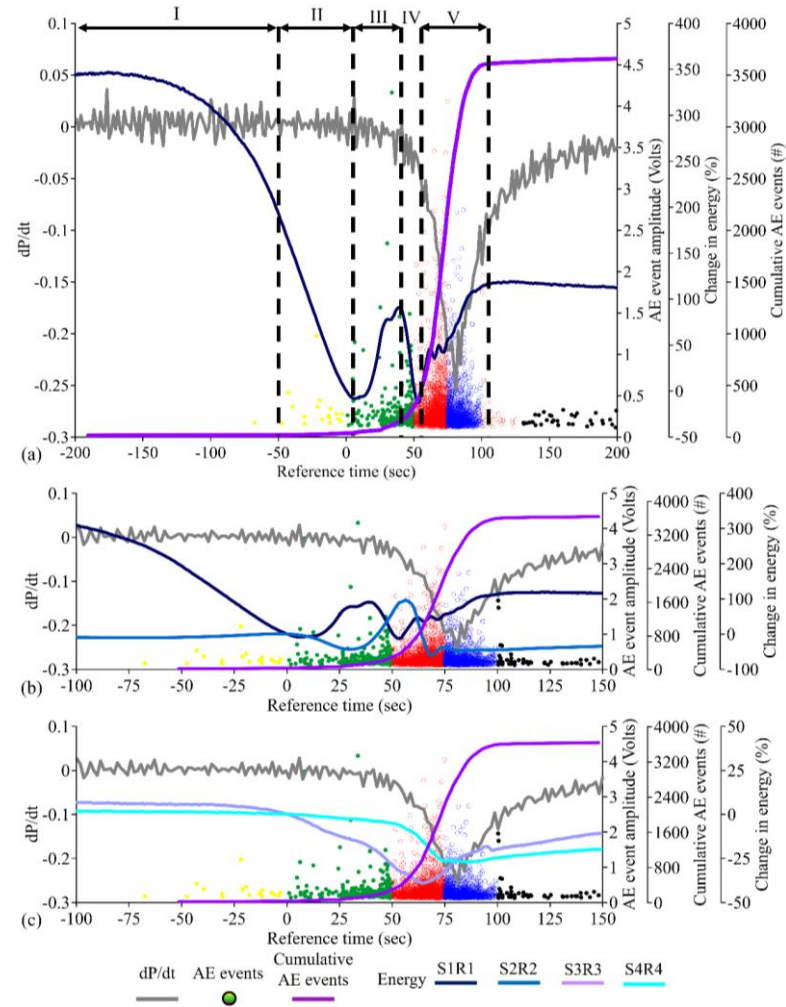 I II III IV V
0.1 0.05 0 -0.05 -0.1 -0.15 -0.2 -0.25 -0.3
dP/dt
5 4.5 4 3.5 3 2.5 2 1.5 1 0.5 0
AE event amplitude (Volts)
400 350 300 250 200 150 100 50 0 -50
Change in energy (%)
4000 3500 3000 2500 2000 1500 1000 500 0
Cumulative AE events (#)
-200 -150 -100 -50 0 50 100 150 200
(a)
Reference time (sec)
0.1 0 -0.1 -0.2 -0.3
dP/dt
5 4 3 2 1 0
AE event amplitude (Volts)
4000 3200 2400 1600 800 0
Cumulative AE events (#)
400 300 200 100 0 -100
Change in energy (%)
-100 -75 -50 -25 0 25 50 75 100 125 150
(b)
Reference time (sec)
0.1 0 -0.1 -0.2 -0.3
dP/dt
5 4 3 2 1 0
AE event amplitude (Volts)
4000 3200 2400 1600 800 0
Cumulative AE events (#)
50 25 0 -25 -50
Change in energy (%)
-100 -75 -50 -25 0 25 50 75 100 125 150
(c)
Reference time (sec)
dP/dt AE events Cumulative
AE events Energy S1R1 S2R2 S3R3 S4R4